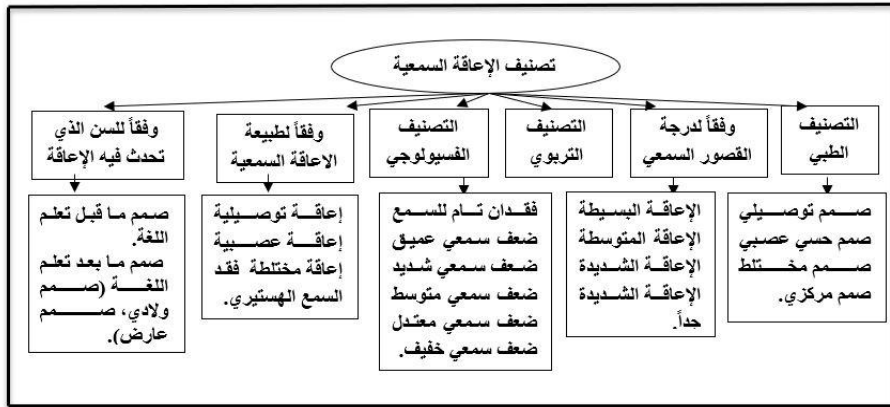 تصنيف الإعاقة السمعية
التصنيف
الطبي
وفقاً لدرجة
القصور السمعي
التصنيف
التربوي
التصنيف
الفسيولوجي
وفقاً لطبيعة
الاعاقة السمعية
وفقاً للسن الذي
تحدث فيه الإعاقة
صمم توصيلي
صمم حسي عصبي
صمم مختلط
صمم مركزي.
الإعاقة البسيطة
الإعاقة المتوسطة
الإعاقة الشديدة
الإعاقة الشديدة
جداً.
فقدان تام للسمع
ضعف سمعي عميق
ضعف سمعي شديد
ضعف سمعي متوسط
ضعف سمعي معتدل
ضعف سمعي خفيف.
إعاقة توصيلية
إعاقة عصبية
إعاقة مختلطة فقد
السمع الهستيري.
صمم ما قبل تعلم
اللغة.
صمم ما بعد تعلم
اللغة (صمم
ولادي، صمم
عارض).